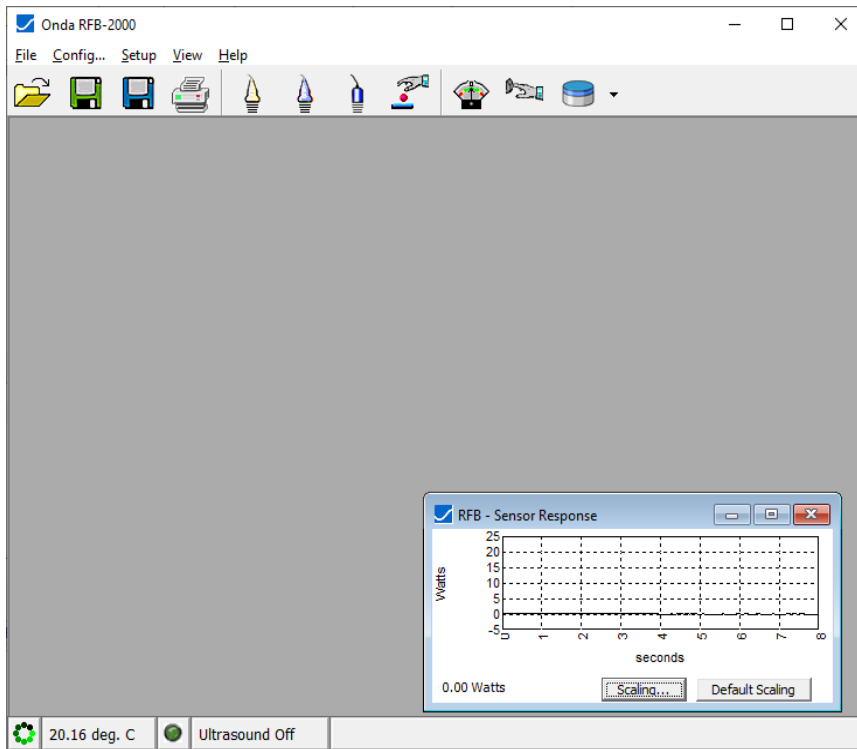 Onda RFB-2000
File Config... Setup View Help
RFB - Sensor Response
Watts
25
20
15
10
5
0
-5
0 1 2 3 4 5 6 7 8
seconds
0.00 Watts Scaling... Default Scaling
20.16 deg. C Ultrasound Off